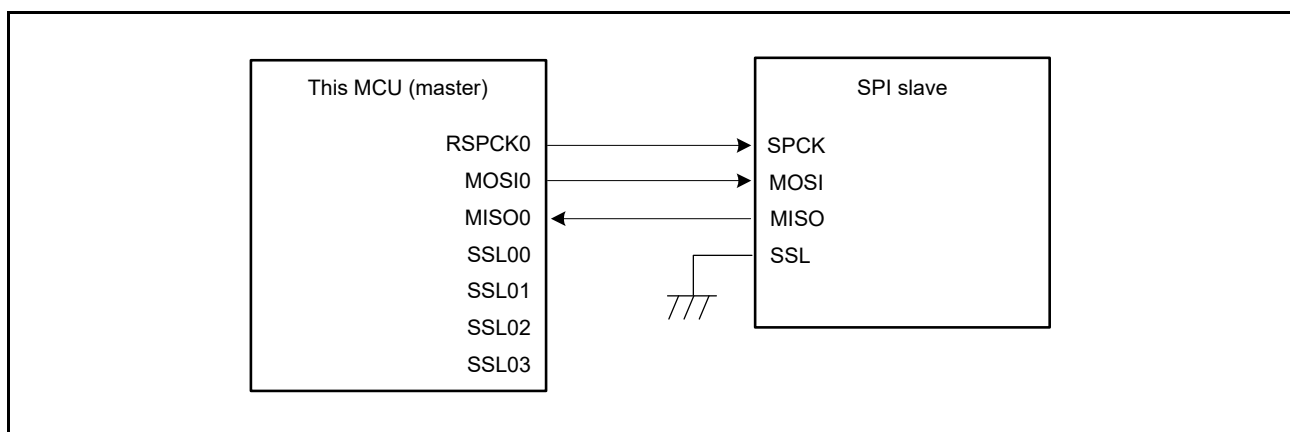 This MCU (master)
RSPCK0
MOSI0
MISO0
SSL00
SSL01
SSL02
SSL03
SPI slave
SPCK
MOSI
MISO
SSL